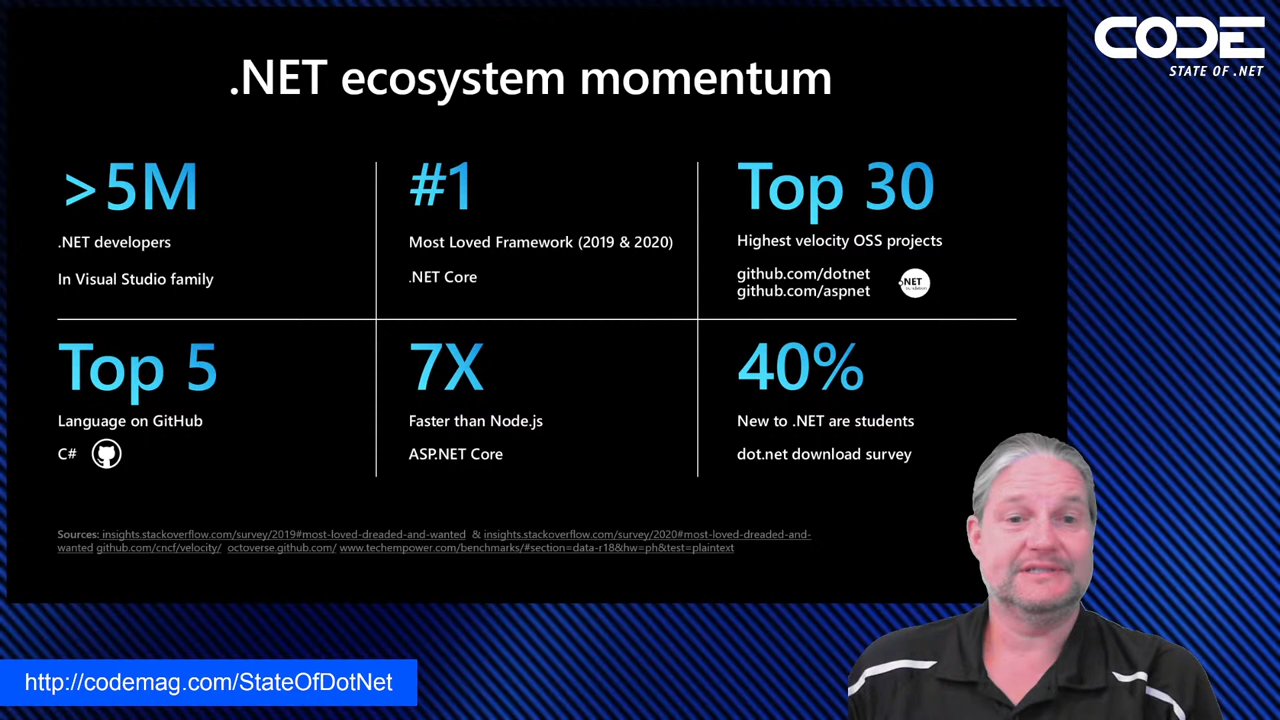 CODE
STATE OF .NET
.NET ecosystem momentum
>5M
.NET developers
In Visual Studio family
#1
Most Loved Framework (2019 & 2020)
.NET Core
Top 30
Highest velocity OSS projects
github.com/dotnet
github.com/aspnet
.NET
Top 5
Language on GitHub
C#
7X
Faster than Node.js
ASP.NET Core
40%
New to .NET are students
dot.net download survey
Sources: insights.stackoverflow.com/survey/2019#most-loved-dreaded-and-wanted & insights.stackoverflow.com/survey/2020#most-loved-dreaded-and-
wanted github.com/cncf/velocity/ octoverse.github.com/ www.techempower.com/benchmarks/#section=data-r18&hw=ph&test=plaintext
http://codemag.com/StateOfDotNet